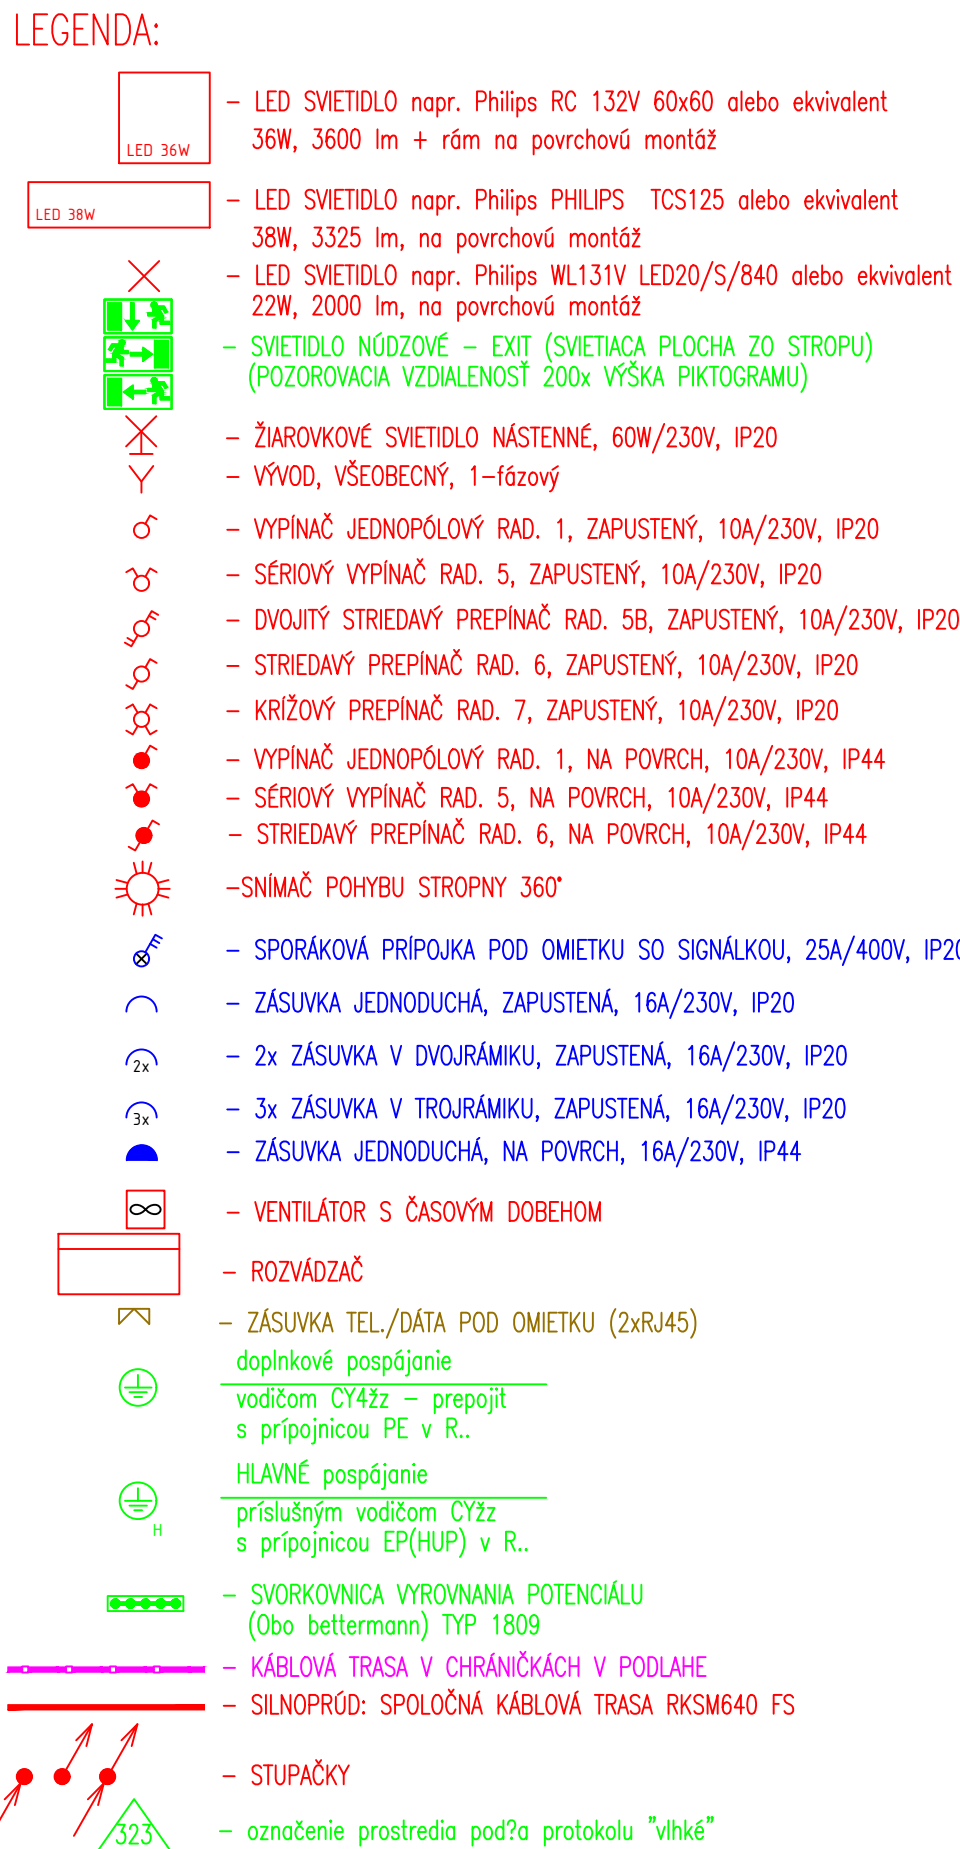 LEGENDA:
LED 36W
- LED SVIETIDLO napr. Philips RC 132V 60x60 alebo ekvivalent
36W, 3600 lm + rám na povrchovú montáž
LED 38W
- LED SVIETIDLO napr. Philips PHILIPS TCS125 alebo ekvivalent
38W, 3325 lm, na povrchovú montáž
- LED SVIETIDLO napr. Philips WL131V LED20/S/840 alebo ekvivalent
22W, 2000 lm, na povrchovú montáž
- SVIETIDLO NÚDZOVÉ - EXIT (SVIETIACA PLOCHA ZO STROPU)
(POZOROVACIA VZDIALENOSŤ 200x VÝŠKA PIKTOGRAMU)
- ŽIAROVKOVÉ SVIETIDLO NÁSTENNÉ, 60W/230V, IP20
- VÝVOD, VŠEOBECNÝ, 1-fázový
- VYPÍNAČ JEDNOPÓLOVÝ RAD. 1, ZAPUSTENÝ, 10A/230V, IP20
- SÉRIOVÝ VYPÍNAČ RAD. 5, ZAPUSTENÝ, 10A/230V, IP20
- DVOJITÝ STRIEDAVÝ PREPÍNAČ RAD. 5B, ZAPUSTENÝ, 10A/230V, IP20
- STRIEDAVÝ PREPÍNAČ RAD. 6, ZAPUSTENÝ, 10A/230V, IP20
- KRÍŽOVÝ PREPÍNAČ RAD. 7, ZAPUSTENÝ, 10A/230V, IP20
- VYPÍNAČ JEDNOPÓLOVÝ RAD. 1, NA POVRCH, 10A/230V, IP44
- SÉRIOVÝ VYPÍNAČ RAD. 5, NA POVRCH, 10A/230V, IP44
- STRIEDAVÝ PREPÍNAČ RAD. 6, NA POVRCH, 10A/230V, IP44
-SNÍMAČ POHYBU STROPNY 360°
- SPORÁKOVÁ PRÍPOJKA POD OMIETKU SO SIGNÁLKOU, 25A/400V, IP20
- ZÁSUVKA JEDNODUCHÁ, ZAPUSTENÁ, 16A/230V, IP20
2x
- 2x ZÁSUVKA V DVOJRÁMIKU, ZAPUSTENÁ, 16A/230V, IP20
3x
- 3x ZÁSUVKA V TROJRÁMIKU, ZAPUSTENÁ, 16A/230V, IP20
- ZÁSUVKA JEDNODUCHÁ, NA POVRCH, 16A/230V, IP44
- VENTILÁTOR S ČASOVÝM DOBEHOM
- ROZVÁDZAČ
- ZÁSUVKA TEL./DÁTA POD OMIETKU (2xRJ45)
doplnkové pospájanie
vodičom CY4žz - prepojit
s prípojnicou PE v R..
HLAVNÉ pospájanie
príslušným vodičom CYžz
s prípojnicou EP(HUP) v R..
H
- SVORKOVNICA VYROVNANIA POTENCIÁLU
(Obo bettermann) TYP 1809
- KÁBLOVÁ TRASA V CHRÁNIČKÁCH V PODLAHE
- SILNOPRÚD: SPOLOČNÁ KÁBLOVÁ TRASA RKSM640 FS
- STUPAČKY
323
- označenie prostredia pod?a protokolu "vlhké"